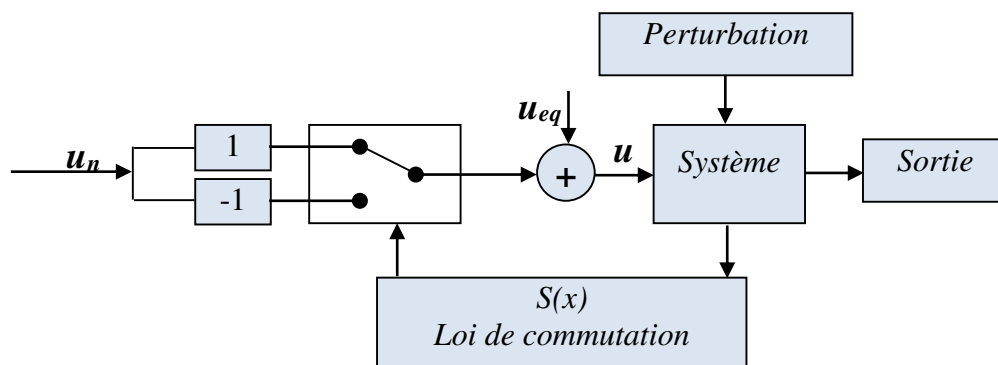 Perturbation
u_eq
u_n
1
u
Système
Sortie
+
-1
S(x)
Loi de commutation